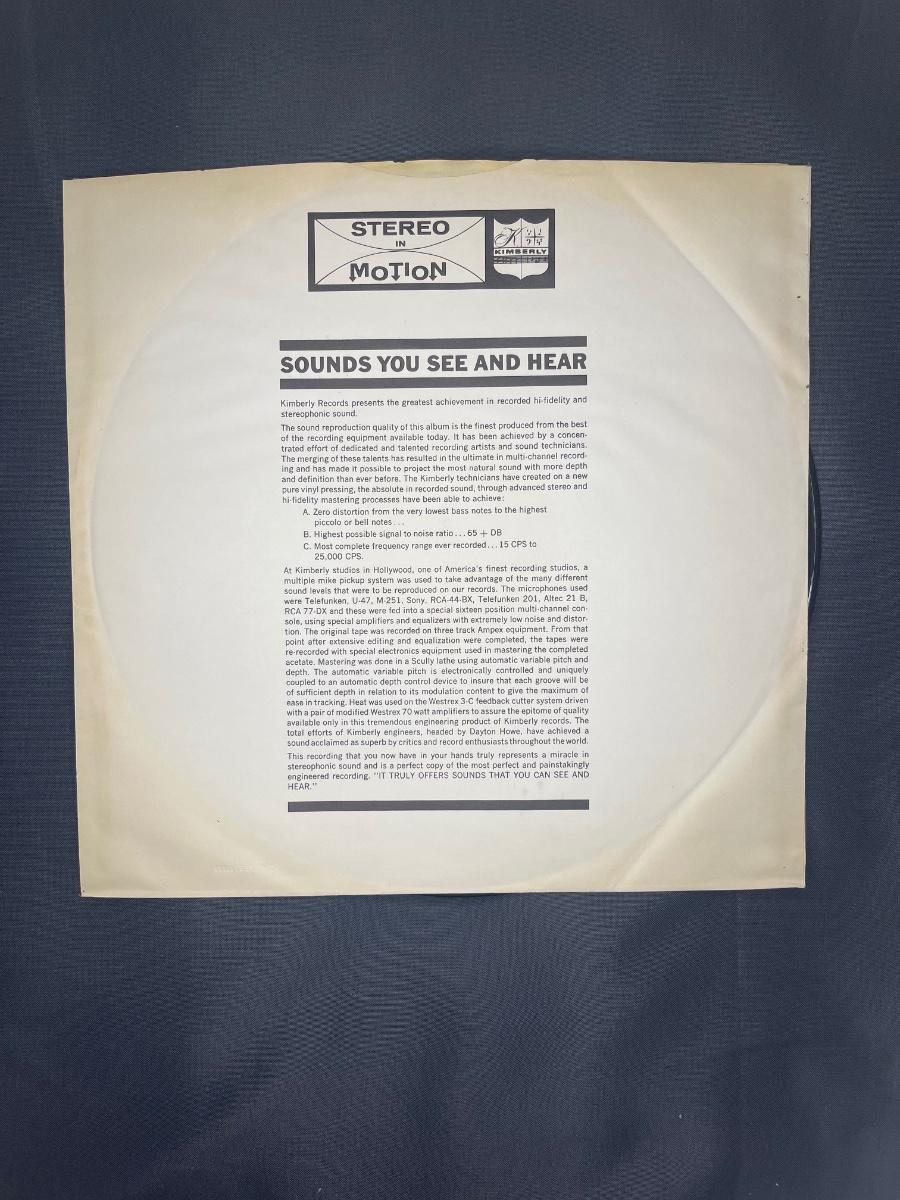 STEREO
IN
MOTION
K
KIMBERLY
SOUNDS YOU SEE AND HEAR
Kimberly Records presents the greatest achievement in recorded hi-fidelity and
stereophonic sound.
The sound reproduction quality of this album is the finest produced from the best
of the recording equipment available today. It has been achieved by a concen-
trated effort of dedicated and talented recording artists and sound technicians.
The merging of these talents has resulted in the ultimate in multi-channel record-
ing and has made it possible to project the most natural sound with more depth
and definition than ever before. The Kimberly technicians have created on a new
pure vinyl pressing, the absolute in recorded sound, through advanced stereo and
hi-fidelity mastering processes have been able to achieve:
A. Zero distortion from the very lowest bass notes to the highest
piccolo or bell notes...
B. Highest possible signal to noise ratio...65 + DB
C. Most complete frequency range ever recorded...15 CPS to
25,000 CPS.
At Kimberly studios in Hollywood, one of America's finest recording studios, a
multiple mike pickup system was used to take advantage of the many different
sound levels that were to be reproduced on our records. The microphones used
were Telefunken, U-47, M-251, Sony, RCA-44-BX, Telefunken 201, Altec 21 B,
RCA 77-DX and these were fed into a special sixteen position multi-channel con-
sole, using special amplifiers and equalizers with extremely low noise and distor-
tion. The original tape was recorded on three track Ampex equipment. From that
point after extensive editing and equalization were completed, the tapes were
re-recorded with special electronics equipment used in mastering the completed
acetate. Mastering was done in a Scully lathe using automatic variable pitch and
depth. The automatic variable pitch is electronically controlled and uniquely
coupled to an automatic depth control device to insure that each groove will be
of sufficient depth in relation to its modulation content to give the maximum of
ease in tracking. Heat was used on the Westrex 3-C feedback cutter system driven
with a pair of modified Westrex 70 watt amplifiers to assure the epitome of quality
available only in this tremendous engineering product of Kimberly records. The
total efforts of Kimberly engineers, headed by Dayton Howe, have achieved a
sound acclaimed as superb by critics and record enthusiasts throughout the world.
This recording that you now have in your hands truly represents a miracle in
stereophonic sound and is a perfect copy of the most perfect and painstakingly
engineered recording. "IT TRULY OFFERS SOUNDS THAT YOU CAN SEE AND
HEAR."